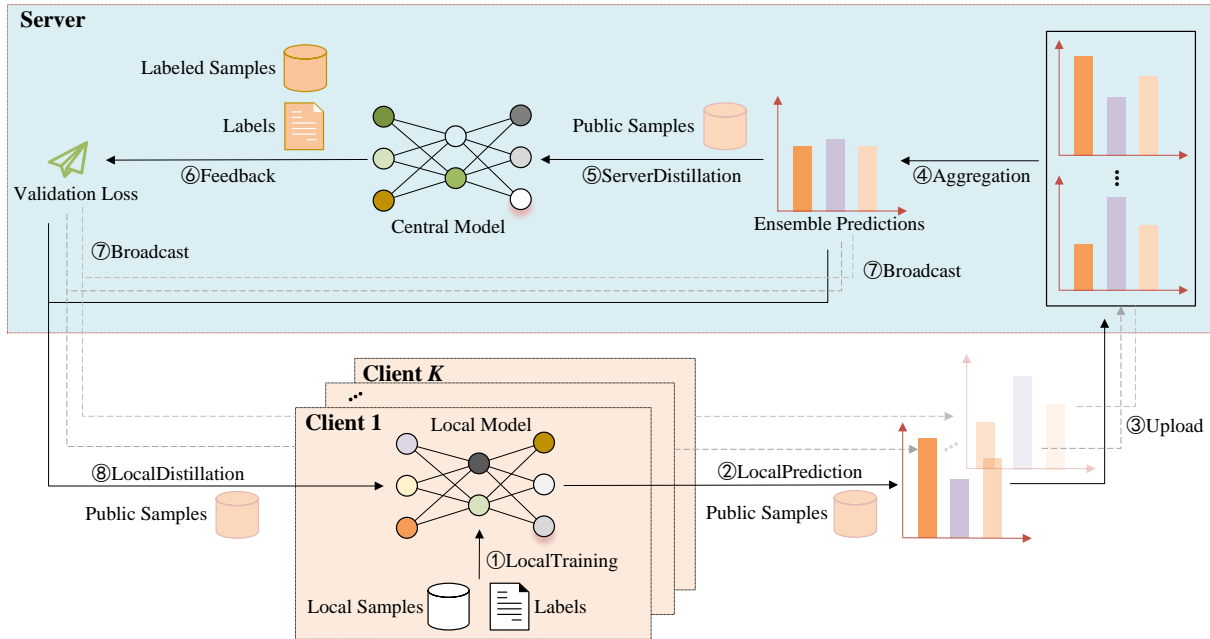 Server
Labeled Samples
Labels
Public Samples
⑥Feedback
⑤ServerDistillation
④Aggregation
Validation Loss
Central Model
Ensemble Predictions
⑦Broadcast
⑦Broadcast
Client K
Client 1
Local Model
③Upload
⑧LocalDistillation
②LocalPrediction
Public Samples
Public Samples
①LocalTraining
Local Samples
Labels